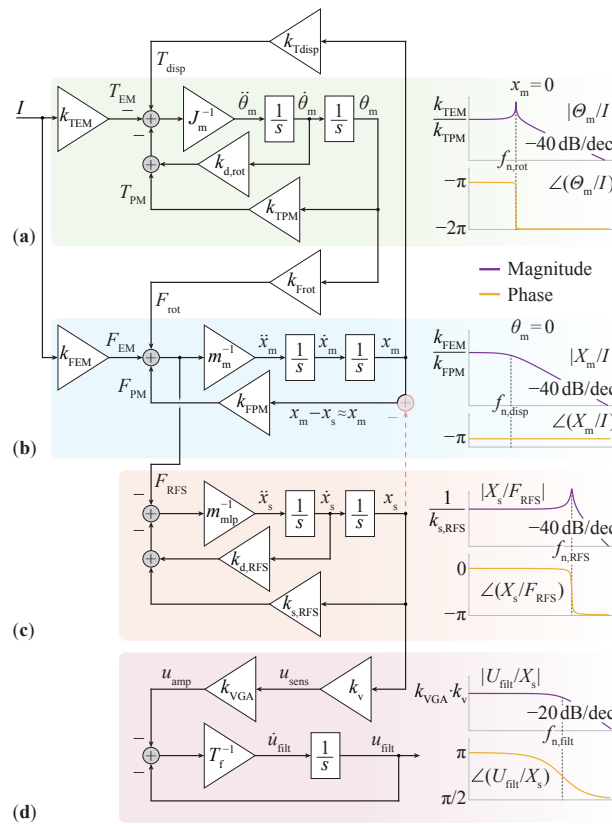 k_Tdisp
T_disp
I
T_EM
−
k_TEM
J_m^{-1}
θ̈_m
1/s
θ̇_m
1/s
θ_m
−
k_d,rot
T_PM
k_TPM
(a)
x_m = 0
k_TEM/k_TPM
|Θ_m/I
−40 dB/dec
f_n,rot
−π
∠(Θ_m/I)
−2π
k_Frot
F_rot
Magnitude
Phase
k_FEM
F_EM
m_m^{-1}
ẍ_m
1/s
ẋ_m
1/s
x_m
F_PM
k_FPM
x_m − x_s ≈ x_m
−
(b)
θ_m = 0
k_FEM/k_FPM
|X_m/I
−40 dB/dec
f_n,disp
∠(X_m/I)
−π
F_RFS
−
m_mlp^{-1}
ẍ_s
1/s
ẋ_s
1/s
x_s
−
k_d,RFS
k_s,RFS
(c)
|X_s/F_RFS|
1/k_s,RFS
−40 dB/dec
f_n,RFS
0
∠(X_s/F_RFS)
−π
u_amp
k_VGA
u_sens
k_v
−
T_f^{-1}
u̇_filt
1/s
u_filt
−
(d)
|U_filt/X_s|
k_VGA·k_v
−20 dB/dec
f_n,filt
π
∠(U_filt/X_s)
π/2